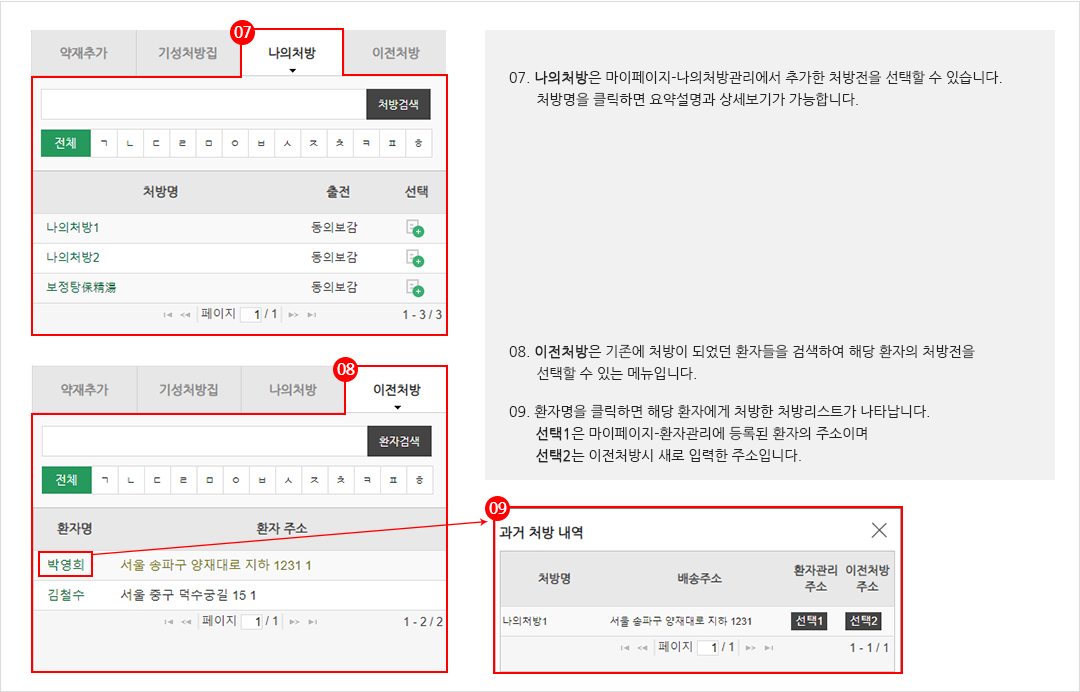 07
약재추가 기성처방집 나의처방 이전처방
처방검색
전체 ㄱ ㄴ ㄷ ㄹ ㅁ ㅇ ㅂ ㅅ ㅈ ㅊ ㅋ ㅍ ㅎ
처방명 출전 선택
나의처방1 동의보감
나의처방2 동의보감
보정탕保精湯 동의보감
페이지 1 / 1 1 - 3 / 3
07. 나의처방은 마이페이지-나의처방관리에서 추가한 처방전을 선택할 수 있습니다.
처방명을 클릭하면 요약설명과 상세보기가 가능합니다.
08. 이전처방은 기존에 처방이 되었던 환자들을 검색하여 해당 환자의 처방전을
선택할 수 있는 메뉴입니다.
09. 환자명을 클릭하면 해당 환자에게 처방한 처방리스트가 나타납니다.
선택1은 마이페이지-환자관리에 등록된 환자의 주소이며
선택2는 이전처방시 새로 입력한 주소입니다.
08
약재추가 기성처방집 나의처방 이전처방
환자검색
전체 ㄱ ㄴ ㄷ ㄹ ㅁ ㅇ ㅂ ㅅ ㅈ ㅊ ㅋ ㅍ ㅎ
환자명 환자 주소
박영희 서울 송파구 양재대로 지하 1231 1
김철수 서울 중구 덕수궁길 15 1
페이지 1 / 1 1 - 2 / 2
09
과거 처방 내역
처방명 배송주소 환자관리 주소 이전처방 주소
나의처방1 서울 송파구 양재대로 지하 1231 선택1 선택2
페이지 1 / 1 1 - 1 / 1